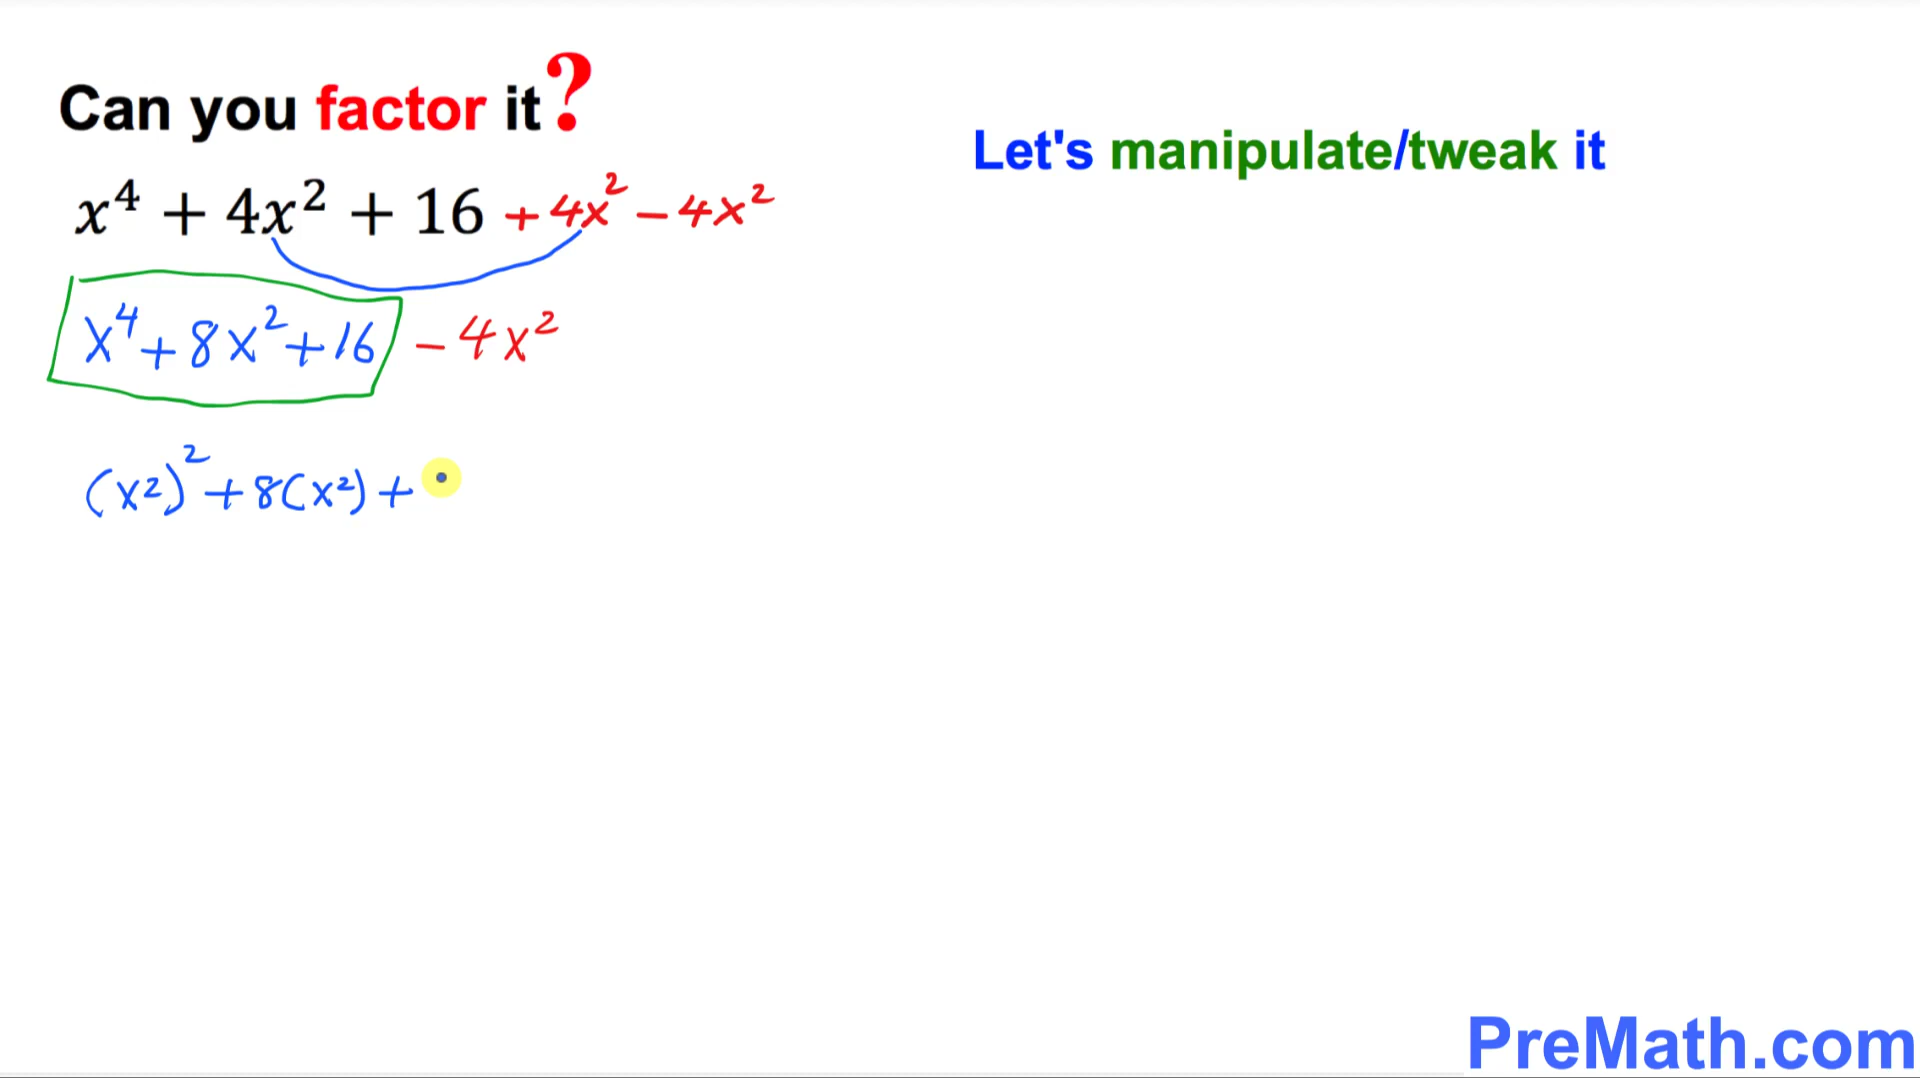 Can you factor it?
Let's manipulate/tweak it
x⁴ + 4x² + 16 + 4x² − 4x²
x⁴ + 8x² + 16 − 4x²
(x²)² + 8(x²) +
PreMath.com